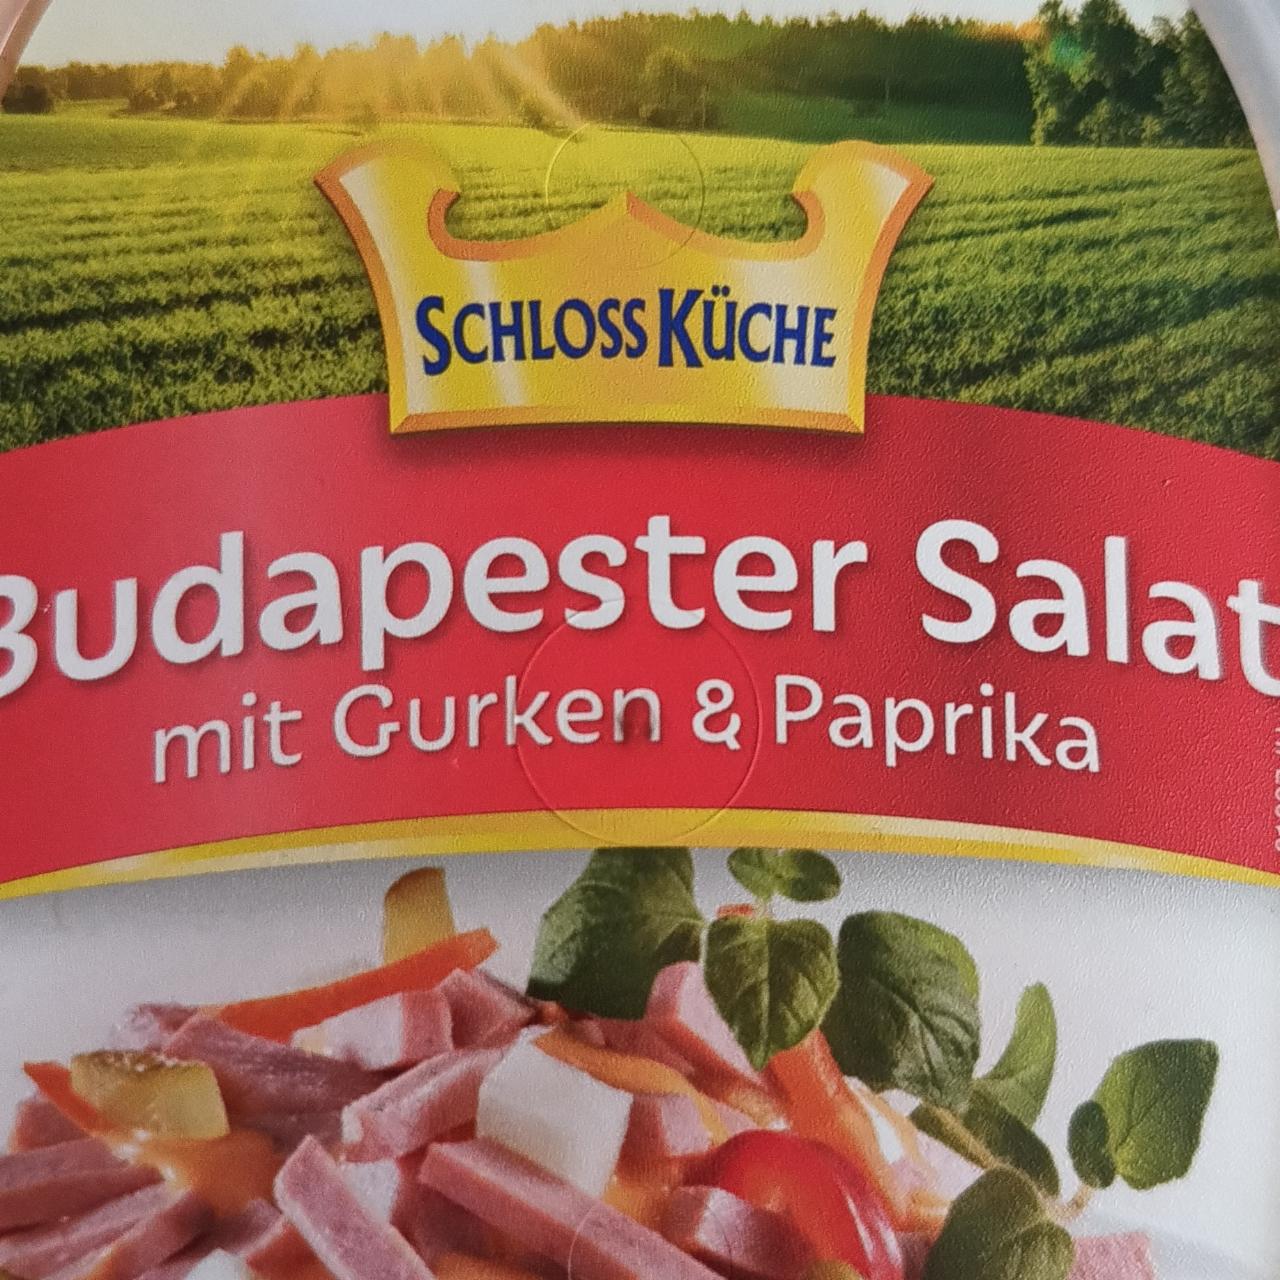 SCHLOSS KÜCHE
Budapester Salat
mit Gurken & Paprika